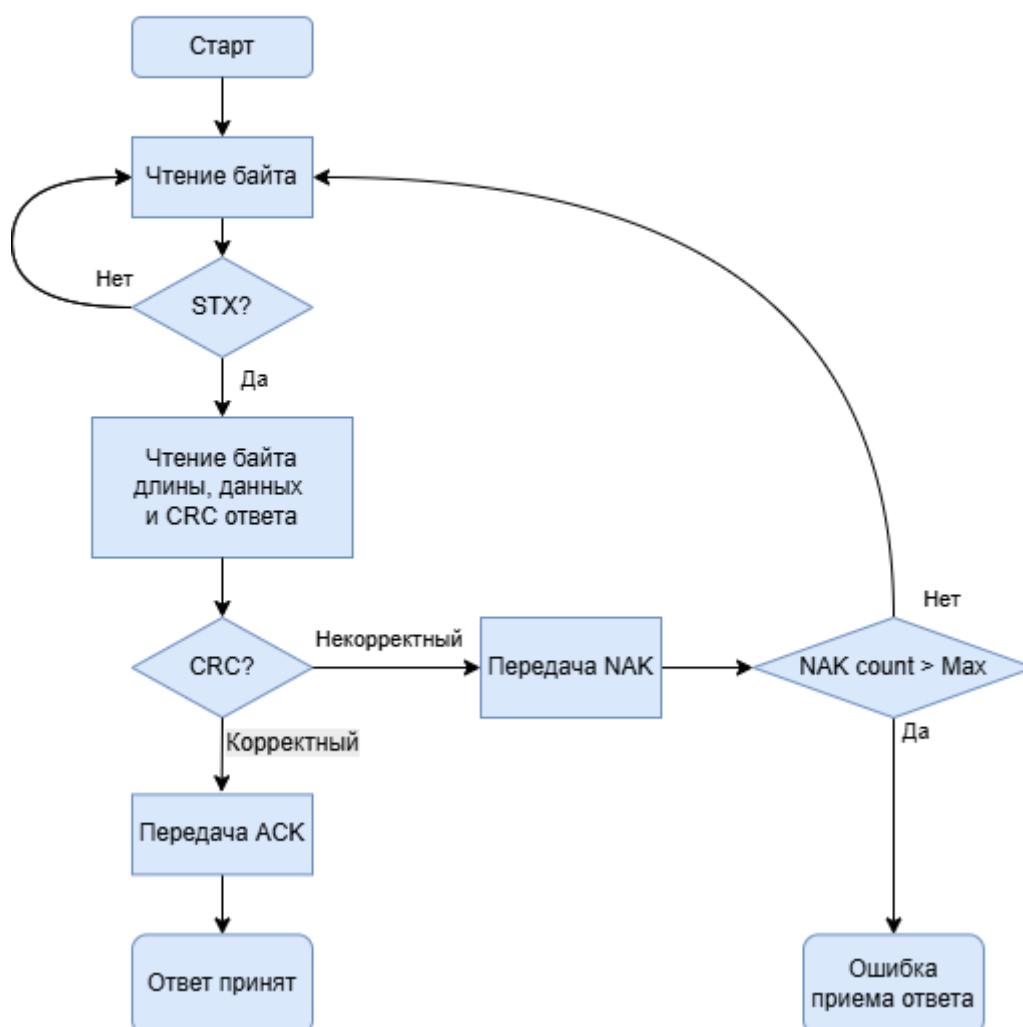 Старт
Чтение байта
Нет
STX?
Да
Чтение байта
длины, данных
и CRC ответа
CRC?
Некорректный
Передача NAK
NAK count > Max
Нет
Да
Корректный
Передача ACK
Ответ принят
Ошибка
приема ответа